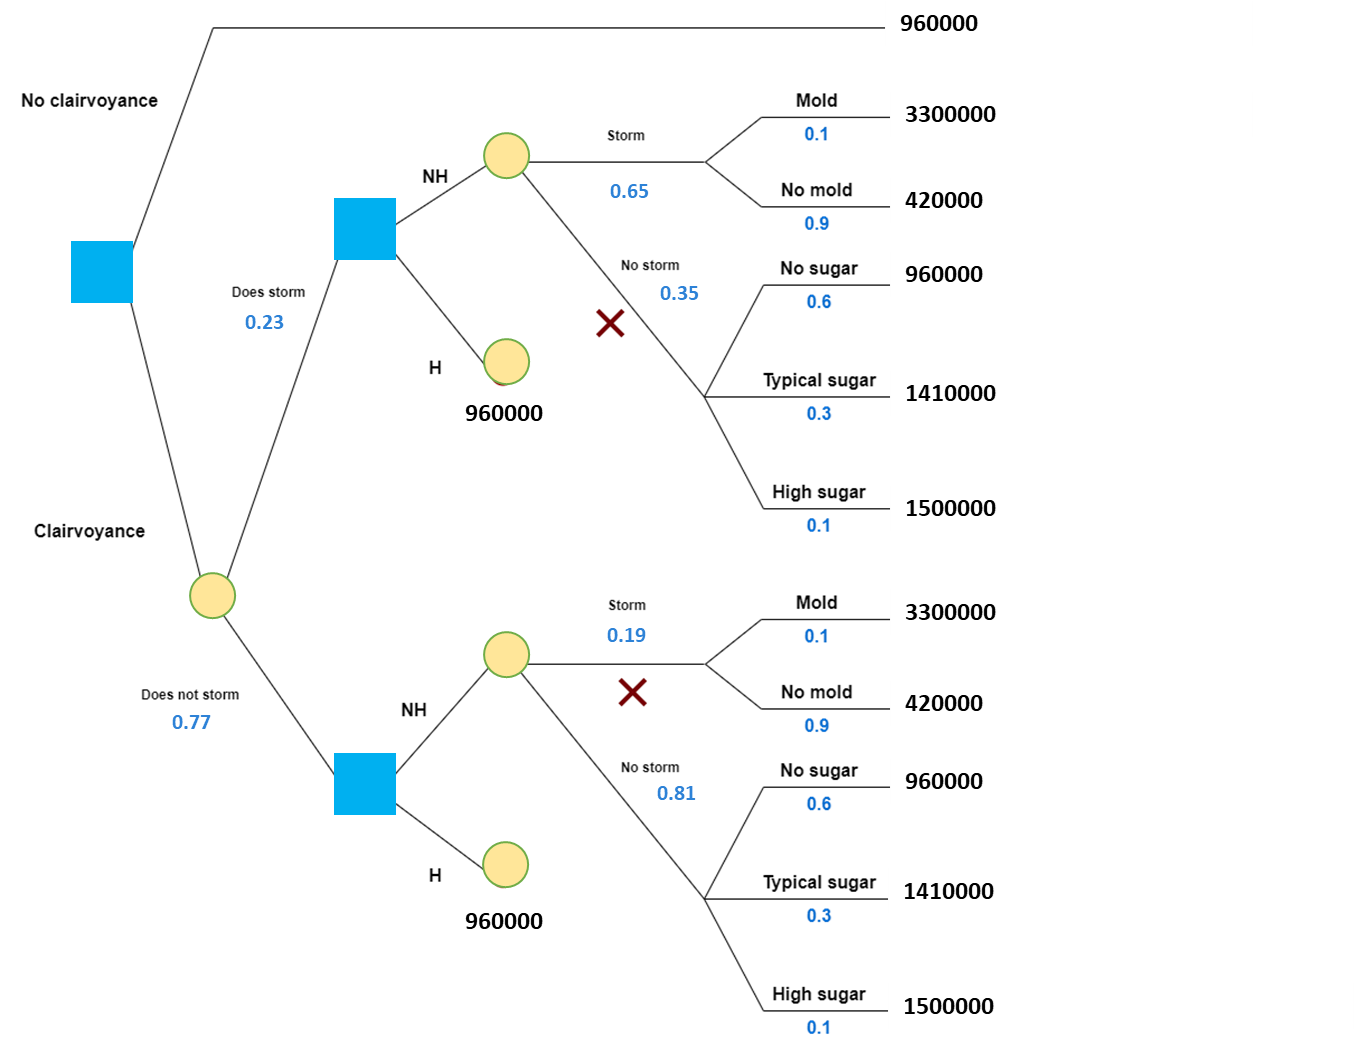 960000
No clairvoyance
Mold
3300000
0.1
Storm
NH
0.65
No mold
420000
0.9
No storm
0.35
No sugar
960000
0.6
Does storm
0.23
H
960000
Typical sugar
1410000
0.3
High sugar
1500000
0.1
Clairvoyance
Storm
0.19
Mold
3300000
0.1
Does not storm
0.77
NH
No mold
420000
0.9
No storm
0.81
No sugar
960000
0.6
H
960000
Typical sugar
1410000
0.3
High sugar
1500000
0.1